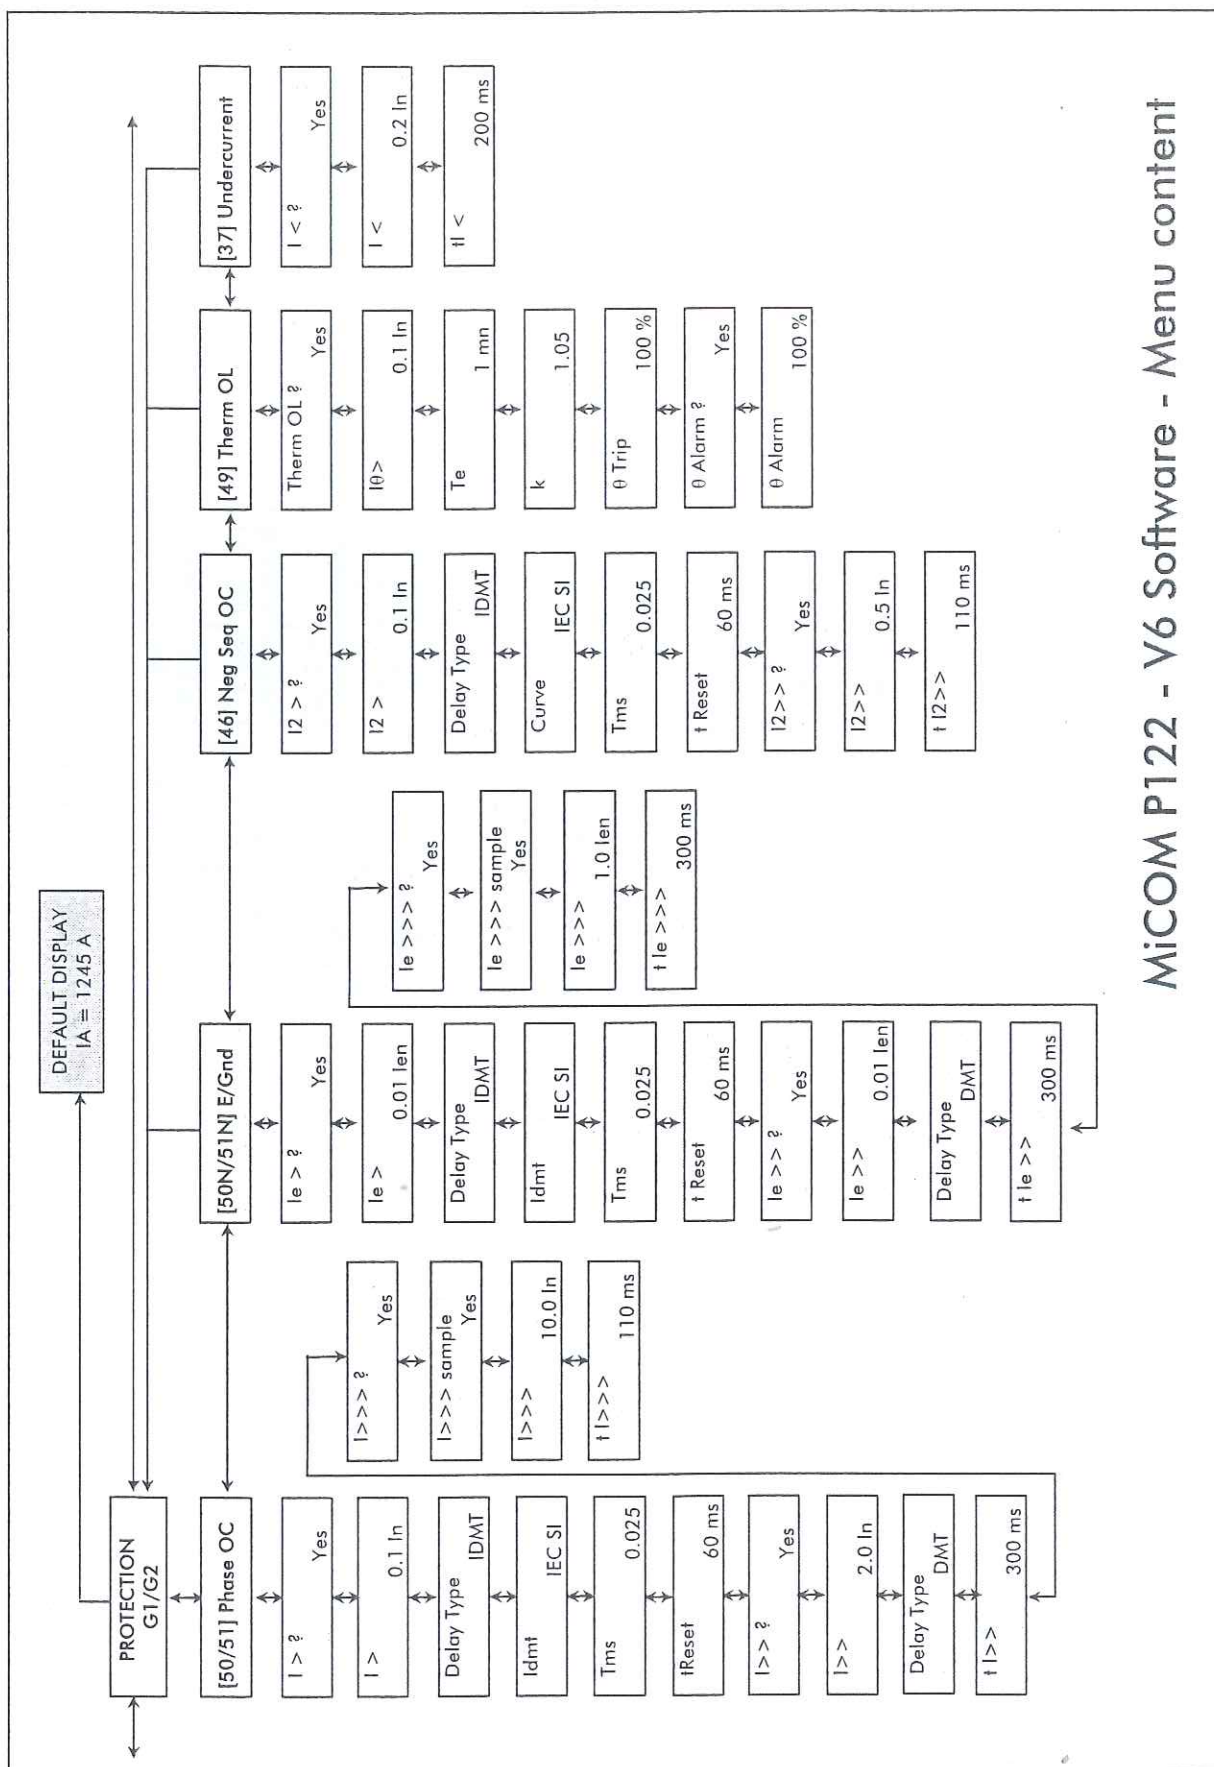 DEFAULT DISPLAY
IA = 1245 A
PROTECTION
G1/G2
[50/51] Phase OC
I > ?
Yes
I >
0.1 In
Delay Type
IDMT
Idmt
IEC SI
Tms
0.025
tReset
60 ms
I>> ?
Yes
I>>
2.0 In
Delay Type
DMT
t I>>
300 ms
I>>> ?
Yes
I>>> sample
Yes
I>>>
10.0 In
t I>>>
110 ms
[50N/51N] E/Gnd
Ie > ?
Yes
Ie >
0.01 Ien
Delay Type
IDMT
Idmt
IEC SI
Tms
0.025
t Reset
60 ms
Ie >> ?
Yes
Ie >>
0.01 Ien
Delay Type
DMT
t Ie >>
300 ms
Ie >>> ?
Yes
Ie >>> sample
Yes
Ie >>>
1.0 Ien
t Ie >>>
300 ms
[46] Neg Seq OC
I2 > ?
Yes
I2 >
0.1 In
Delay Type
IDMT
Curve
IEC SI
Tms
0.025
t Reset
60 ms
I2>> ?
Yes
I2>>
0.5 In
t I2>>
110 ms
[49] Therm OL
Therm OL ?
Yes
Iθ>
0.1 In
Te
1 mn
k
1.05
θ Trip
100 %
θ Alarm ?
Yes
θ Alarm
100 %
[37] Undercurrent
I < ?
Yes
I <
0.2 In
tI <
200 ms
MiCOM P122 - V6 Software - Menu content